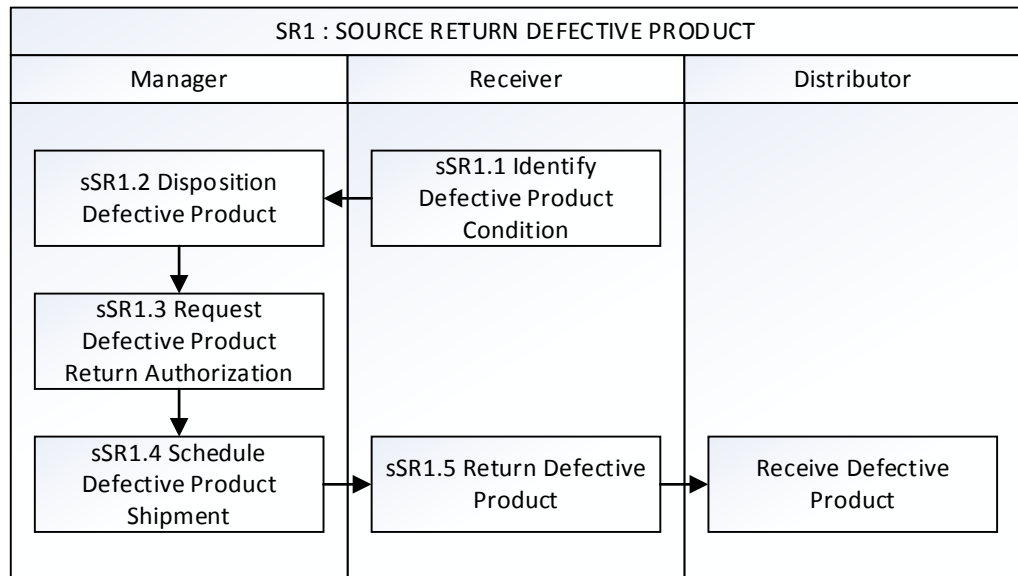 SR1 : SOURCE RETURN DEFECTIVE PRODUCT
Manager
Receiver
Distributor
sSR1.2 Disposition
Defective Product
sSR1.1 Identify
Defective Product
Condition
sSR1.3 Request
Defective Product
Return Authorization
sSR1.4 Schedule
Defective Product
Shipment
sSR1.5 Return Defective
Product
Receive Defective
Product